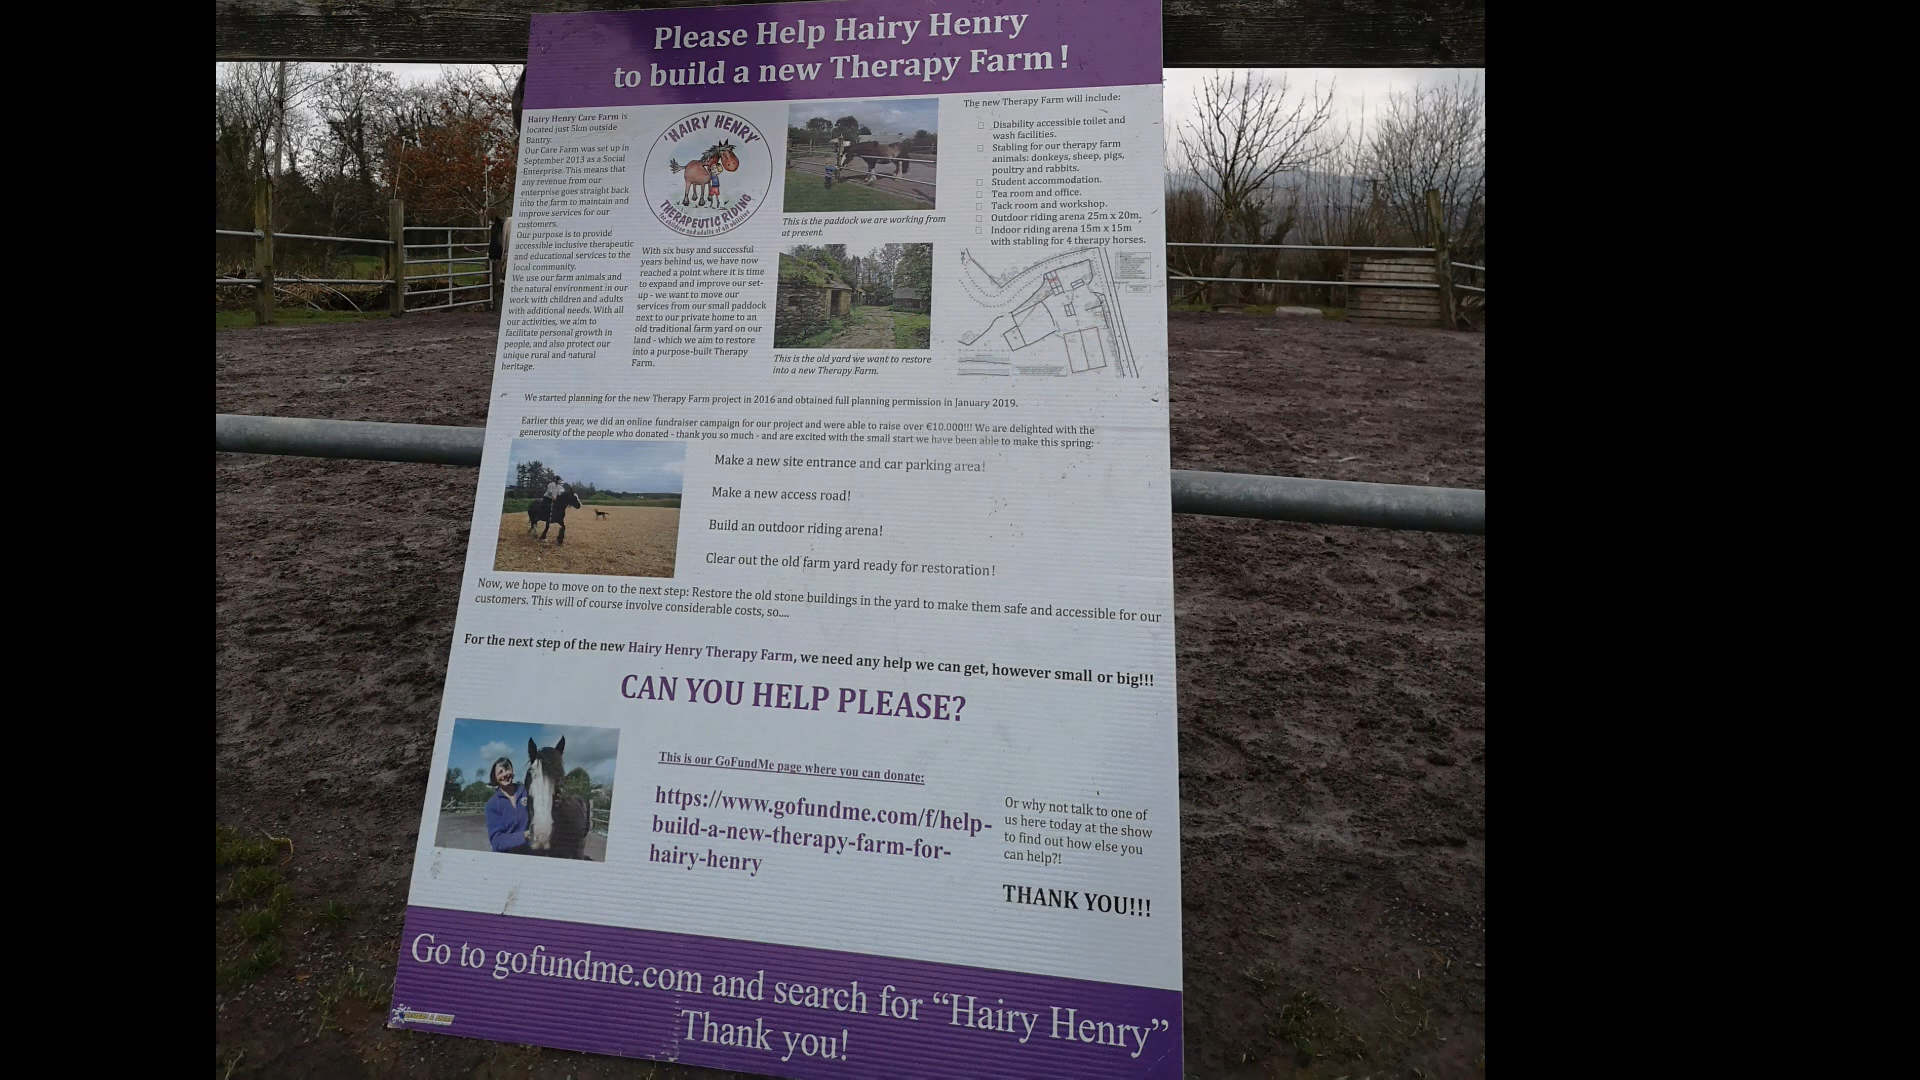 Please Help Hairy Henry
to build a new Therapy Farm!
Hairy Henry Care Farm is
located just 5km outside
Bantry.
Our Care Farm was set up in
September 2013 as a Social
Enterprise. This means that
any revenue from our
enterprise goes straight back
into the farm to maintain and
improve services for our
customers.
Our purpose is to provide
accessible inclusive therapeutic
and educational services to the
local community.
We use our farm animals and
the natural environment in our
work with children and adults
with additional needs. With all
our activities, we aim to
facilitate personal growth in
people, and also protect our
unique rural and natural
heritage.
'HAIRY HENRY'
THERAPEUTIC RIDING
for children and adults of all abilities
With six busy and successful
years behind us, we have now
reached a point where it is time
to expand and improve our set-
up - we want to move our
services from our small paddock
next to our private home to an
old traditional farm yard on our
land - which we aim to restore
into a purpose-built Therapy
Farm.
This is the paddock we are working from
at present.
This is the old yard we want to restore
into a new Therapy Farm.
The new Therapy Farm will include:
Disability accessible toilet and
wash facilities.
Stabling for our therapy farm
animals: donkeys, sheep, pigs,
poultry and rabbits.
Student accommodation.
Tea room and office.
Tack room and workshop.
Outdoor riding arena 25m x 20m.
Indoor riding arena 15m x 15m
with stabling for 4 therapy horses.
We started planning for the new Therapy Farm project in 2016 and obtained full planning permission in January 2019.
Earlier this year, we did an online fundraiser campaign for our project and were able to raise over €10.000!!! We are delighted with the
generosity of the people who donated - thank you so much - and are excited with the small start we have been able to make this spring:
Make a new site entrance and car parking area!
Make a new access road!
Build an outdoor riding arena!
Clear out the old farm yard ready for restoration!
Now, we hope to move on to the next step: Restore the old stone buildings in the yard to make them safe and accessible for our
customers. This will of course involve considerable costs, so....
For the next step of the new Hairy Henry Therapy Farm, we need any help we can get, however small or big!!!
CAN YOU HELP PLEASE?
This is our GoFundMe page where you can donate:
https://www.gofundme.com/f/help-
build-a-new-therapy-farm-for-
hairy-henry
Or why not talk to one of
us here today at the show
to find out how else you
can help?!
THANK YOU!!!
Go to gofundme.com and search for “Hairy Henry”
Thank you!